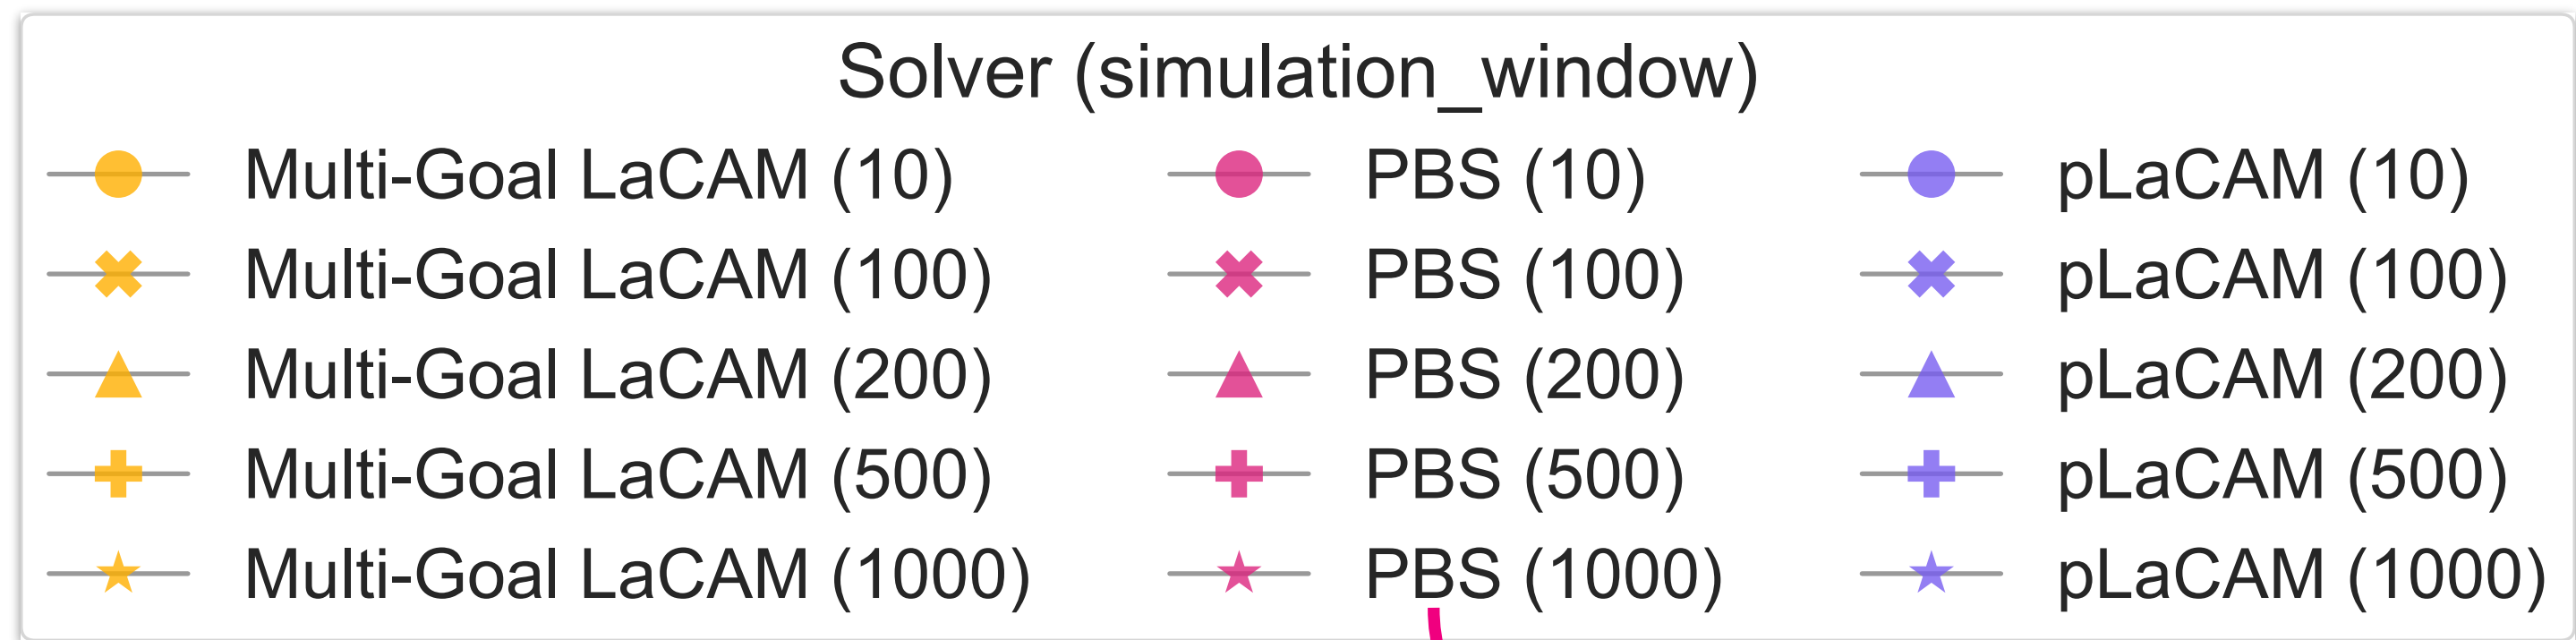 Solver (simulation_window)
Multi-Goal LaCAM (10)
PBS (10)
pLaCAM (10)
Multi-Goal LaCAM (100)
PBS (100)
pLaCAM (100)
Multi-Goal LaCAM (200)
PBS (200)
pLaCAM (200)
Multi-Goal LaCAM (500)
PBS (500)
pLaCAM (500)
Multi-Goal LaCAM (1000)
PBS (1000)
pLaCAM (1000)